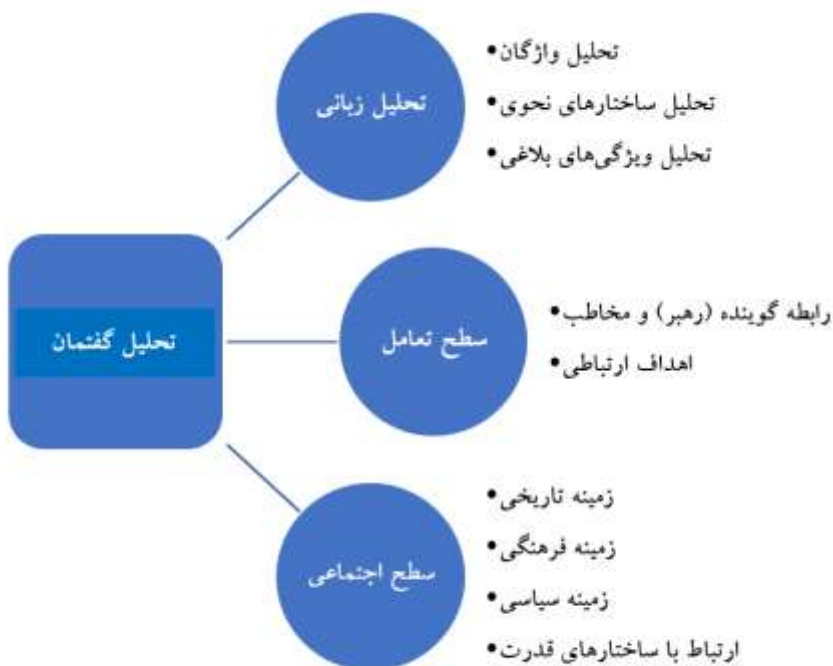 تحلیل گفتمان
تحلیل زبانی
•تحلیل واژگان
•تحلیل ساختارهای نحوی
•تحلیل ویژگی‌های بلاغی
سطح تعامل
•رابطه گوینده (رهبر) و مخاطب
•اهداف ارتباطی
سطح اجتماعی
•زمینه تاریخی
•زمینه فرهنگی
•زمینه سیاسی
•ارتباط با ساختارهای قدرت